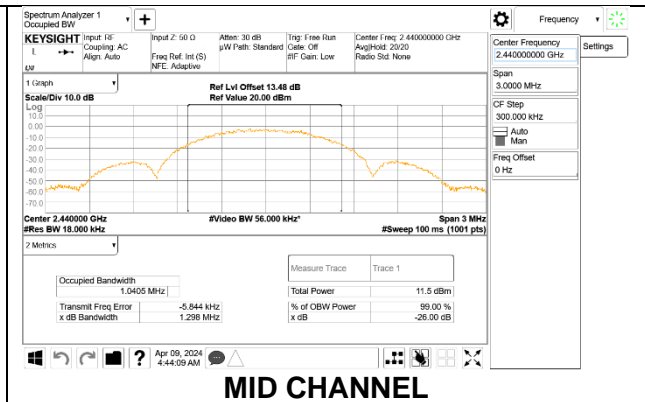 Spectrum Analyzer 1
Occupied BW
+
Frequency
KEYSIGHT
L
Input: RF
Coupling: AC
Align: Auto
Input Z: 50 Ω
Freq Ref: Int (S)
NFE: Adaptive
Atten: 30 dB
µW Path: Standard
Trig: Free Run
Gate: Off
#IF Gain: Low
Center Freq: 2.440000000 GHz
Avg|Hold: 20/20
Radio Std: None
Center Frequency
2.440000000 GHz
Settings
Span
3.0000 MHz
CF Step
300.000 kHz
Auto
Man
Freq Offset
0 Hz
1 Graph
Scale/Div 10.0 dB
Ref Lvl Offset 13.48 dB
Ref Value 20.00 dBm
Log
10.0
0.00
-10.0
-20.0
-30.0
-40.0
-50.0
-60.0
-70.0
Center 2.440000 GHz
#Video BW 56.000 kHz*
Span 3 MHz
#Res BW 18.000 kHz
#Sweep 100 ms (1001 pts)
2 Metrics
Measure Trace
Trace 1
Occupied Bandwidth
1.0405 MHz
Total Power
11.5 dBm
Transmit Freq Error
-5.844 kHz
% of OBW Power
99.00 %
x dB Bandwidth
1.298 MHz
x dB
-26.00 dB
?
Apr 09, 2024
4:44:09 AM
MID CHANNEL